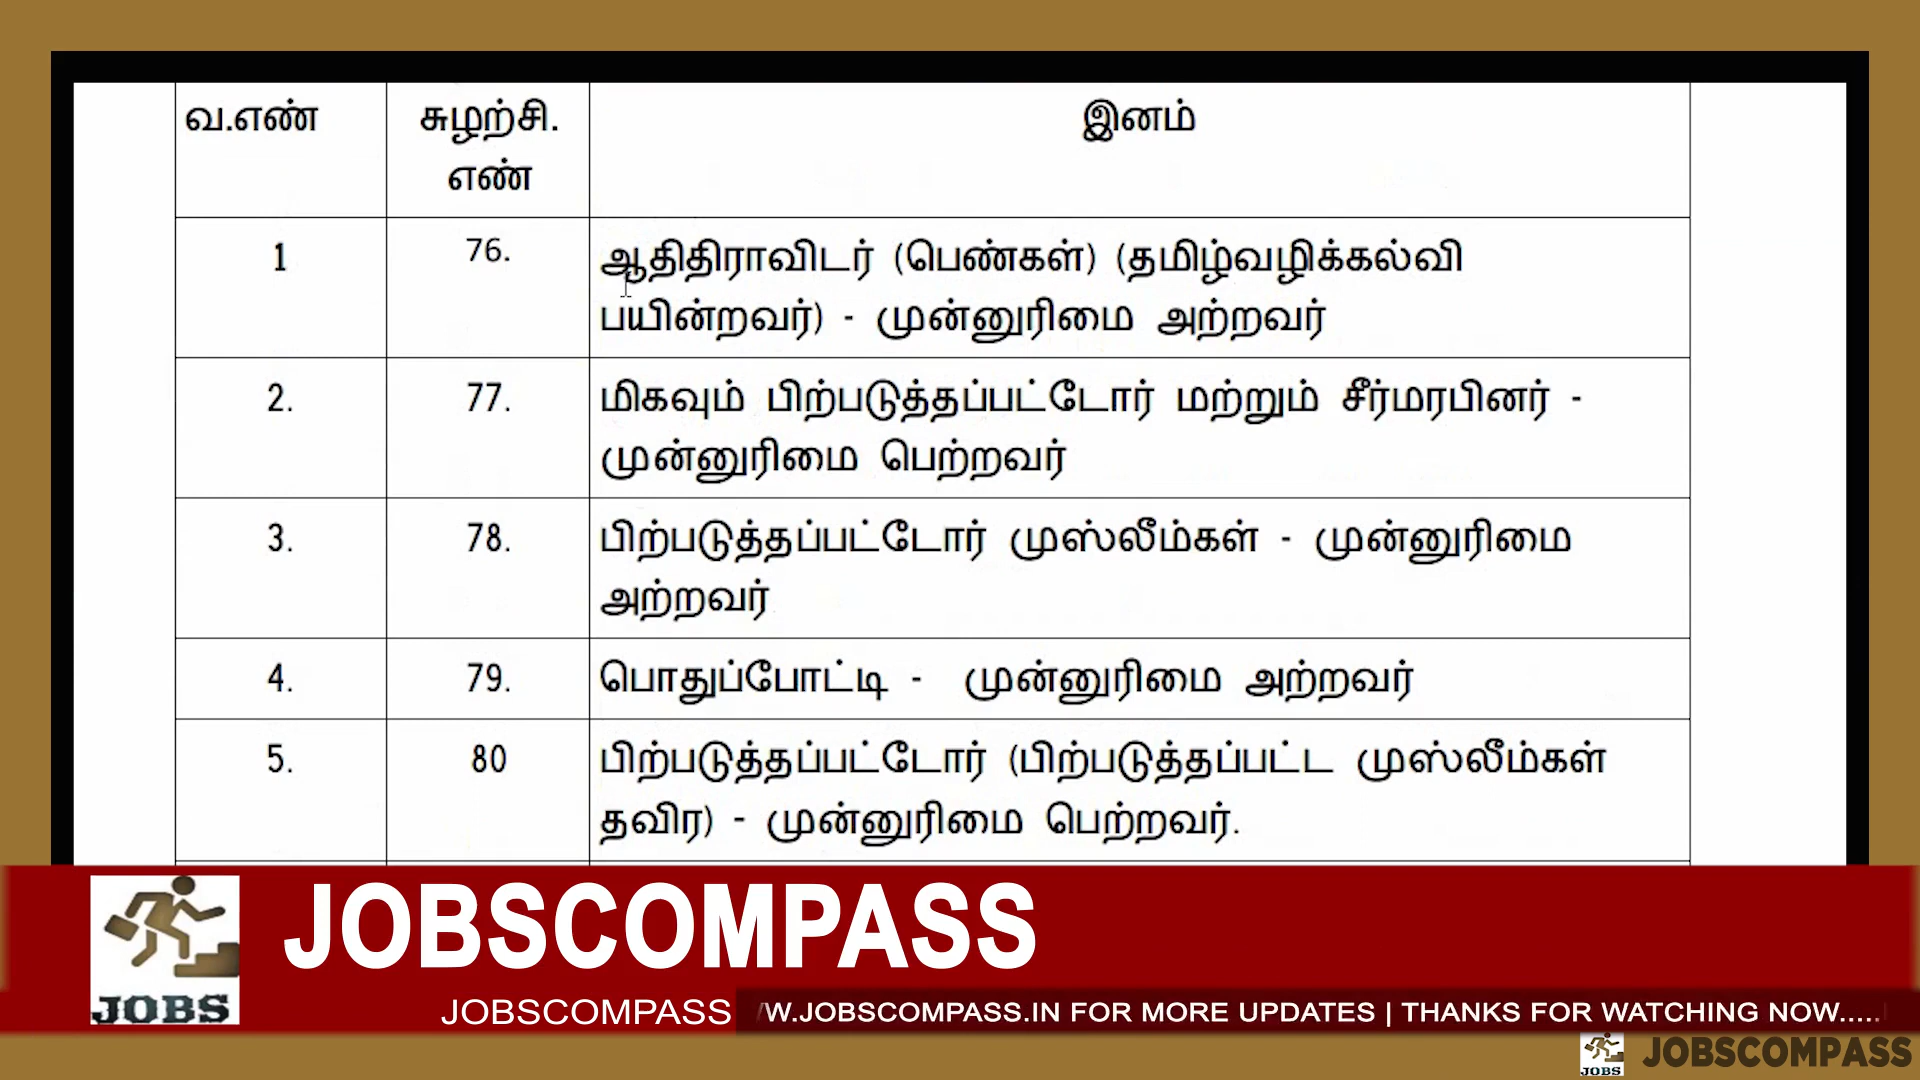 வ.எண்
சுழற்சி.
எண்
இனம்
1
76.
ஆதிதிராவிடர் (பெண்கள்) (தமிழ்வழிக்கல்வி
பயின்றவர்) - முன்னுரிமை அற்றவர்
2.
77.
மிகவும் பிற்படுத்தப்பட்டோர் மற்றும் சீர்மரபினர் -
முன்னுரிமை பெற்றவர்
3.
78.
பிற்படுத்தப்பட்டோர் முஸ்லீம்கள் - முன்னுரிமை
அற்றவர்
4.
79.
பொதுப்போட்டி - முன்னுரிமை அற்றவர்
5.
80
பிற்படுத்தப்பட்டோர் (பிற்படுத்தப்பட்ட முஸ்லீம்கள்
தவிர) - முன்னுரிமை பெற்றவர்.
JOBS
JOBSCOMPASS
JOBSCOMPASS
W.JOBSCOMPASS.IN FOR MORE UPDATES | THANKS FOR WATCHING NOW.....
JOBS
JOBSCOMPASS